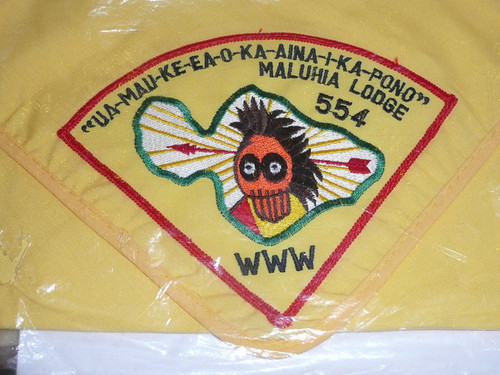 "UA-MAU-KE-EA-O-KA-AINA-I-KA-PONO"
MALUHIA LODGE
554
WWW